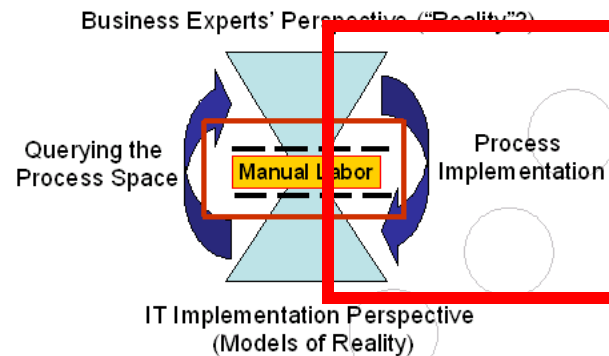 Business Experts' Perspective ("Reality"?)
Querying the
Process Space
Manual Labor
Process
Implementation
IT Implementation Perspective
(Models of Reality)